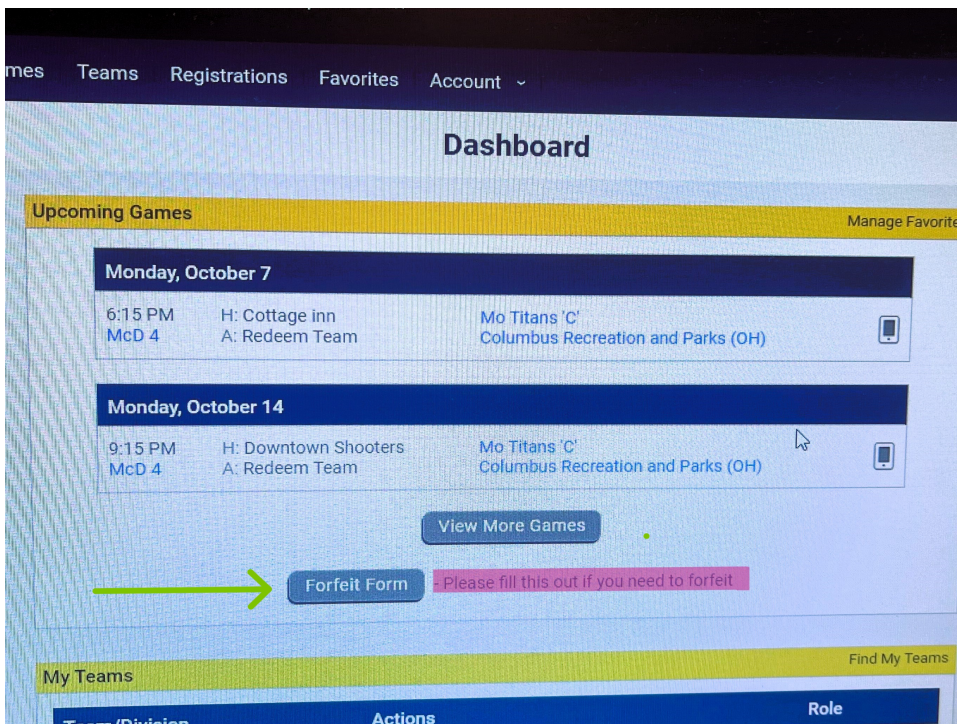 mes Teams Registrations Favorites Account
Dashboard
Upcoming Games Manage Favorite
Monday, October 7
6:15 PM H: Cottage inn Mo Titans 'C'
McD 4 A: Redeem Team Columbus Recreation and Parks (OH)
Monday, October 14
9:15 PM H: Downtown Shooters Mo Titans 'C'
McD 4 A: Redeem Team Columbus Recreation and Parks (OH)
View More Games
Forfeit Form - Please fill this out if you need to forfeit
My Teams Find My Teams
Team/Division Actions Role